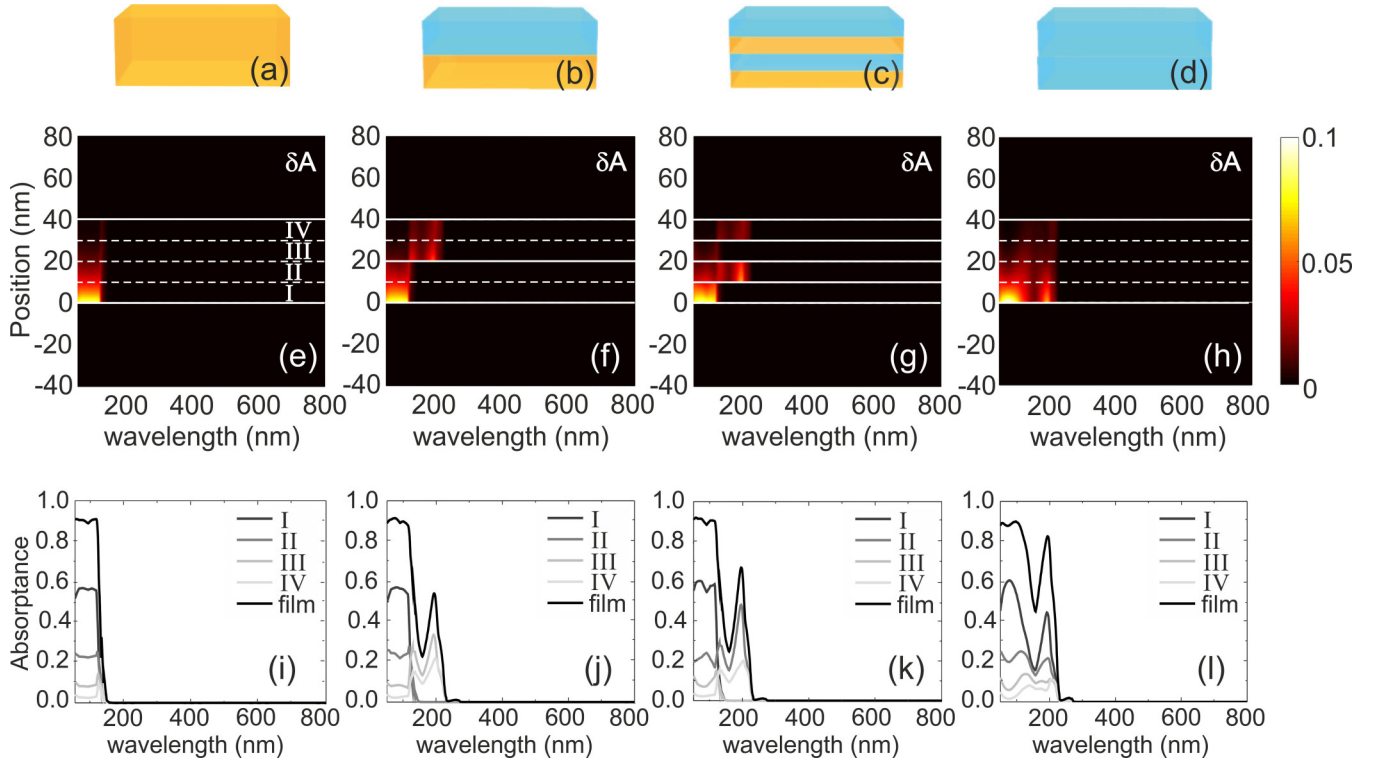 (a)
(b)
(c)
(d)
80
60
40
20
0
-20
-40
Position (nm)
δA
IV
III
II
I
(e)
200 400 600 800
wavelength (nm)
80
60
40
20
0
-20
-40
δA
(f)
200 400 600 800
wavelength (nm)
80
60
40
20
0
-20
-40
δA
(g)
200 400 600 800
wavelength (nm)
80
60
40
20
0
-20
-40
δA
(h)
200 400 600 800
wavelength (nm)
0.1
0.05
0
1.0
0.8
0.6
0.4
0.2
0.0
Absorptance
I
II
III
IV
film
(i)
200 400 600 800
wavelength (nm)
1.0
0.8
0.6
0.4
0.2
0.0
I
II
III
IV
film
(j)
200 400 600 800
wavelength (nm)
1.0
0.8
0.6
0.4
0.2
0.0
I
II
III
IV
film
(k)
200 400 600 800
wavelength (nm)
1.0
0.8
0.6
0.4
0.2
0.0
I
II
III
IV
film
(l)
200 400 600 800
wavelength (nm)